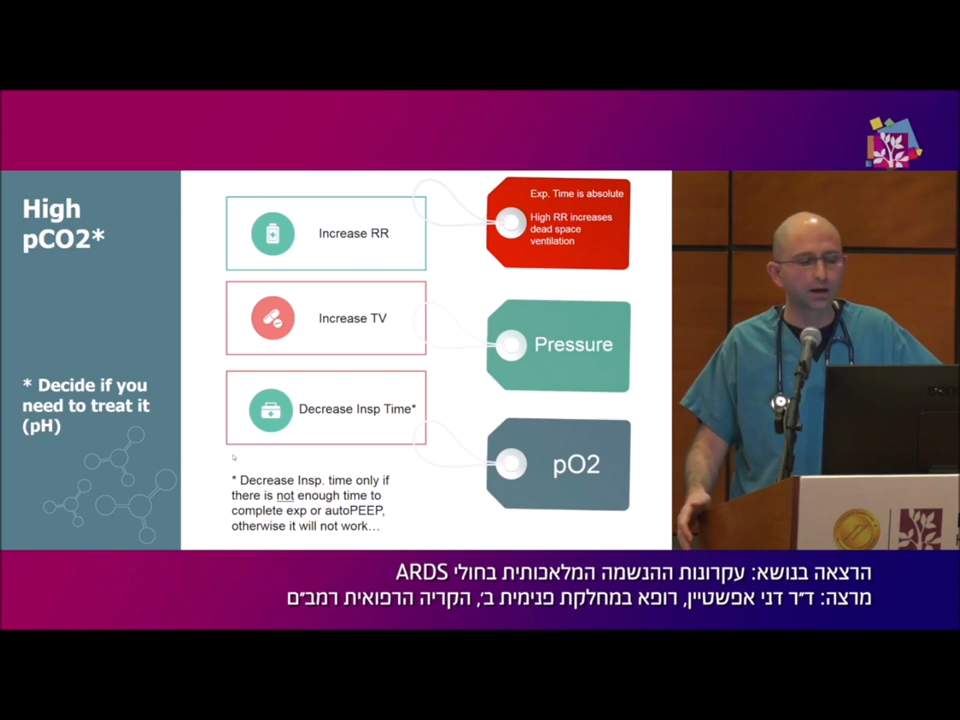 High
pCO2*
* Decide if you
need to treat it
(pH)
Increase RR
Exp. Time is absolute
High RR increases
dead space
ventilation
Increase TV
Pressure
Decrease Insp Time*
pO2
* Decrease Insp. time only if
there is not enough time to
complete exp or autoPEEP,
otherwise it will not work…
הרצאה בנושא: עקרונות ההנשמה המלאכותית בחולי ARDS
מרצה: ד״ר דני אפשטיין, רופא במחלקת פנימית ב׳, הקריה הרפואית רמב״ם